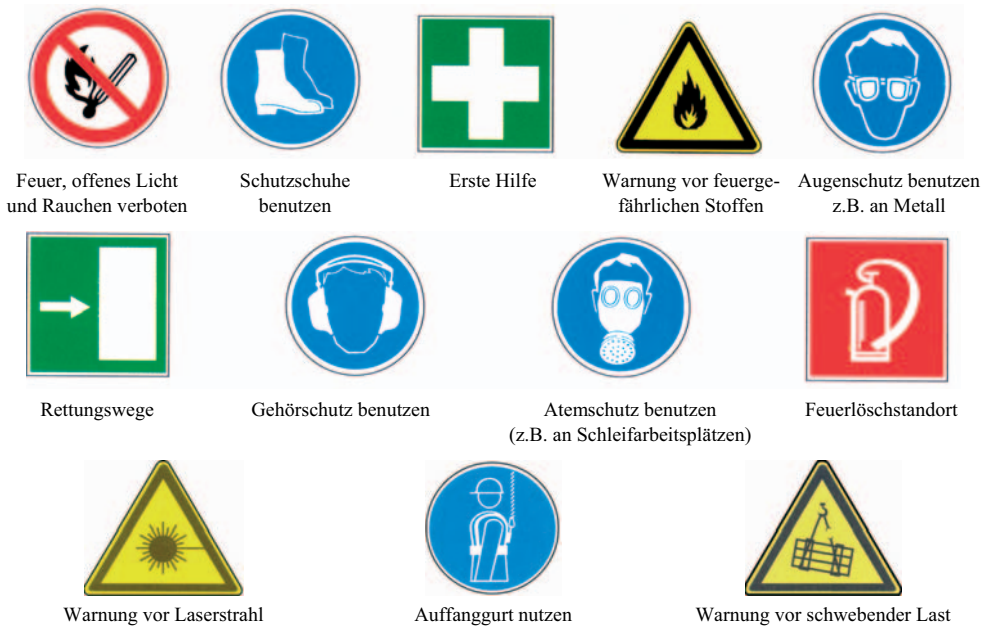 Feuer, offenes Licht
und Rauchen verboten
Schutzschuhe
benutzen
Erste Hilfe
Warnung vor feuerge-
fährlichen Stoffen
Augenschutz benutzen
z.B. an Metall
Rettungswege
Gehörschutz benutzen
Atemschutz benutzen
(z.B. an Schleifarbeitsplätzen)
Feuerlöschstandort
Warnung vor Laserstrahl
Auffanggurt nutzen
Warnung vor schwebender Last